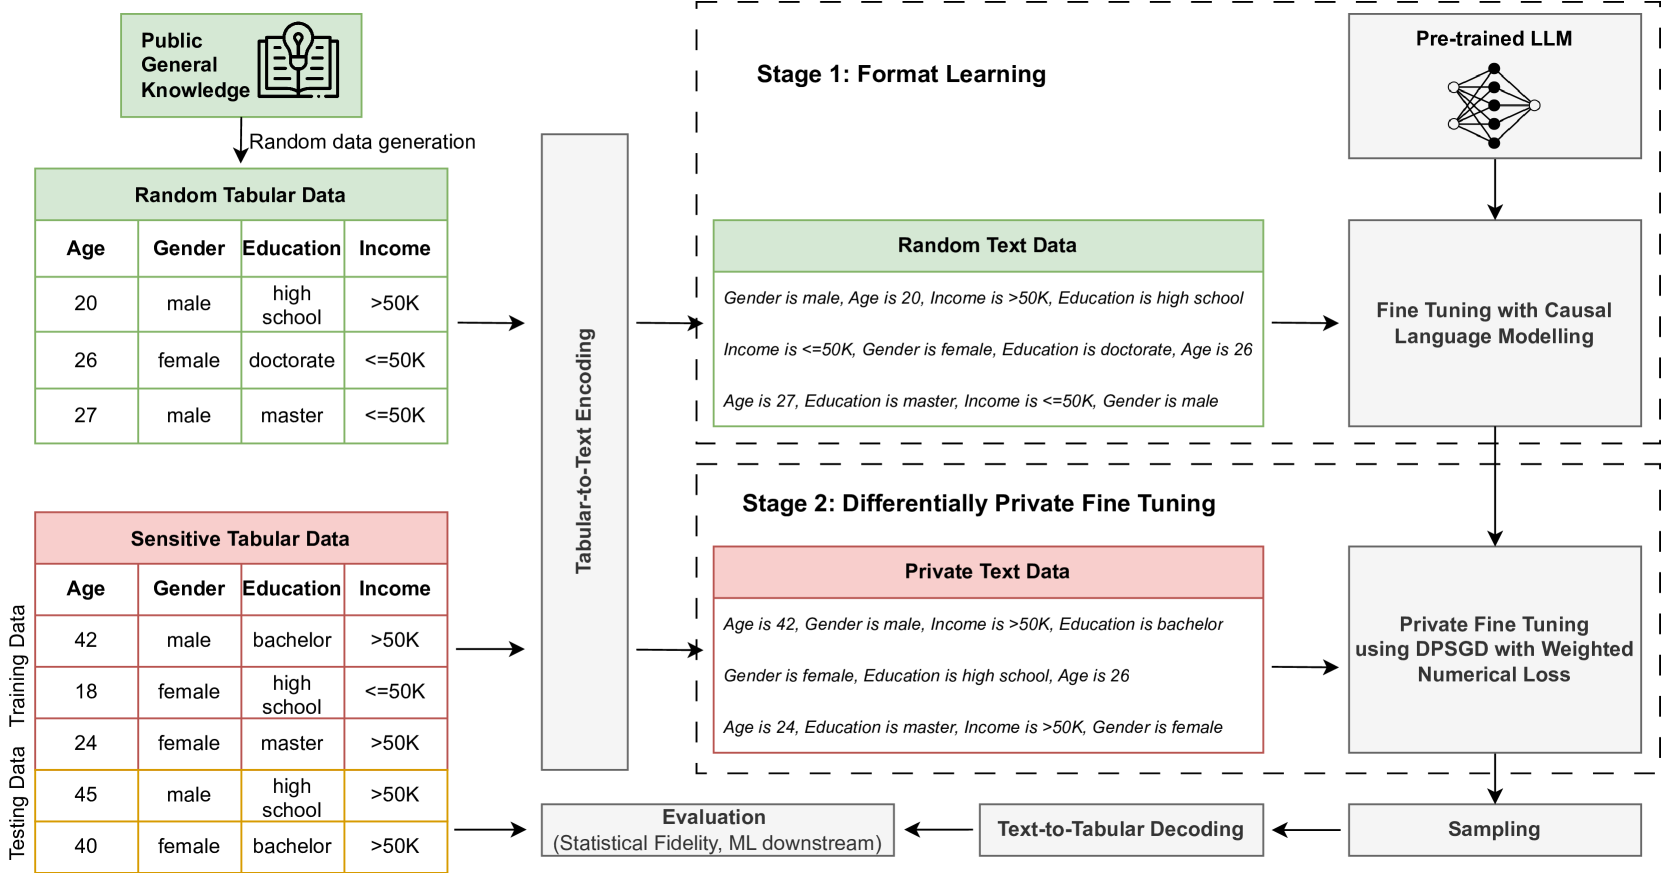 Public
General
Knowledge
Random data generation
Random Tabular Data
Age Gender Education Income
20 male high school >50K
26 female doctorate <=50K
27 male master <=50K
Sensitive Tabular Data
Age Gender Education Income
42 male bachelor >50K
18 female high school <=50K
24 female master >50K
45 male high school >50K
40 female bachelor >50K
Training Data
Testing Data
Tabular-to-Text Encoding
Stage 1: Format Learning
Pre-trained LLM
Random Text Data
Gender is male, Age is 20, Income is >50K, Education is high school
Income is <=50K, Gender is female, Education is doctorate, Age is 26
Age is 27, Education is master, Income is <=50K, Gender is male
Fine Tuning with Causal
Language Modelling
Stage 2: Differentially Private Fine Tuning
Private Text Data
Age is 42, Gender is male, Income is >50K, Education is bachelor
Gender is female, Education is high school, Age is 26
Age is 24, Education is master, Income is >50K, Gender is female
Private Fine Tuning
using DPSGD with Weighted
Numerical Loss
Sampling
Text-to-Tabular Decoding
Evaluation
(Statistical Fidelity, ML downstream)